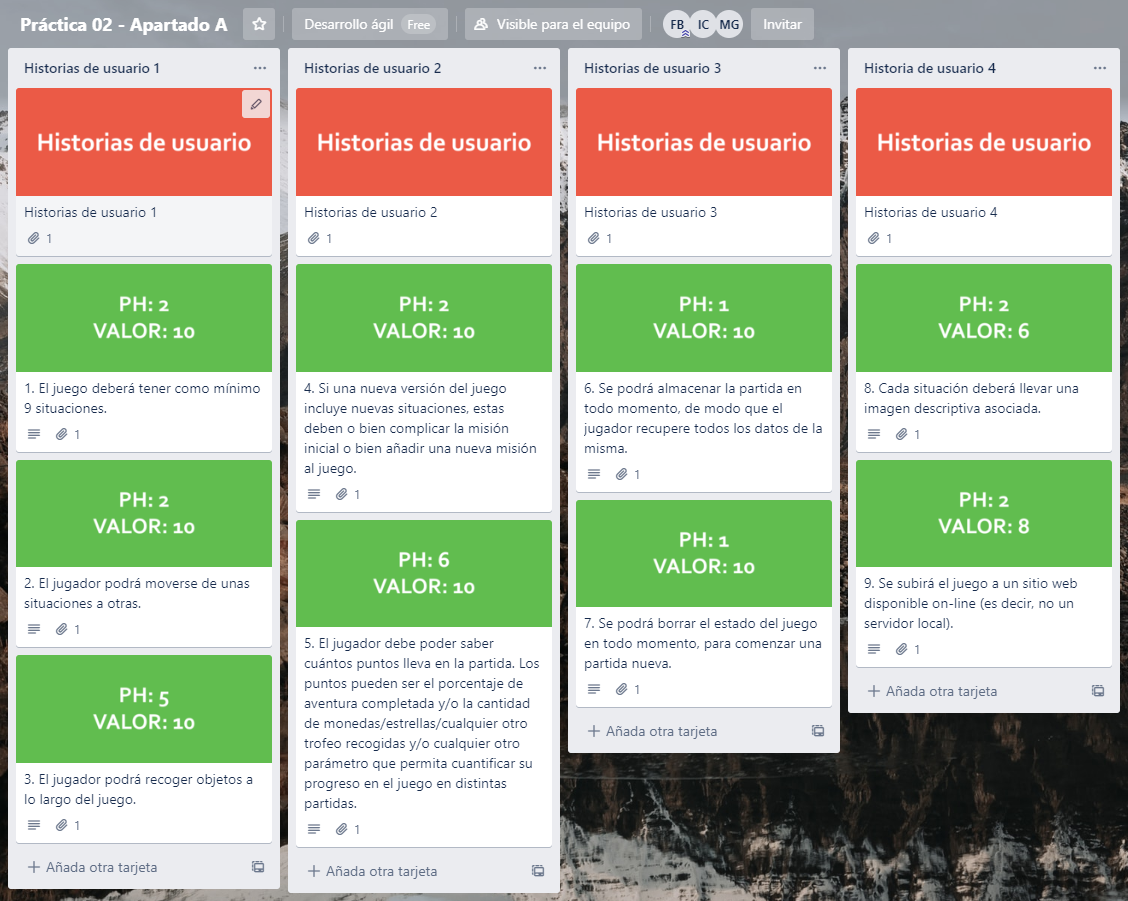 Práctica 02 - Apartado A
Desarrollo ágil Free
Visible para el equipo
FB IC MG
Invitar
Historias de usuario 1
Historias de usuario
Historias de usuario 1
1
PH: 2
VALOR: 10
1. El juego deberá tener como mínimo
9 situaciones.
1
PH: 2
VALOR: 10
2. El jugador podrá moverse de unas
situaciones a otras.
1
PH: 5
VALOR: 10
3. El jugador podrá recoger objetos a
lo largo del juego.
1
+ Añada otra tarjeta
Historias de usuario 2
Historias de usuario
Historias de usuario 2
1
PH: 2
VALOR: 10
4. Si una nueva versión del juego
incluye nuevas situaciones, estas
deben o bien complicar la misión
inicial o bien añadir una nueva misión
al juego.
1
PH: 6
VALOR: 10
5. El jugador debe poder saber
cuántos puntos lleva en la partida. Los
puntos pueden ser el porcentaje de
aventura completada y/o la cantidad
de monedas/estrellas/cualquier otro
trofeo recogidas y/o cualquier otro
parámetro que permita cuantificar su
progreso en el juego en distintas
partidas.
1
+ Añada otra tarjeta
Historias de usuario 3
Historias de usuario
Historias de usuario 3
1
PH: 1
VALOR: 10
6. Se podrá almacenar la partida en
todo momento, de modo que el
jugador recupere todos los datos de la
misma.
1
PH: 1
VALOR: 10
7. Se podrá borrar el estado del juego
en todo momento, para comenzar una
partida nueva.
1
+ Añada otra tarjeta
Historia de usuario 4
Historias de usuario
Historias de usuario 4
1
PH: 2
VALOR: 6
8. Cada situación deberá llevar una
imagen descriptiva asociada.
1
PH: 2
VALOR: 8
9. Se subirá el juego a un sitio web
disponible on-line (es decir, no un
servidor local).
1
+ Añada otra tarjeta